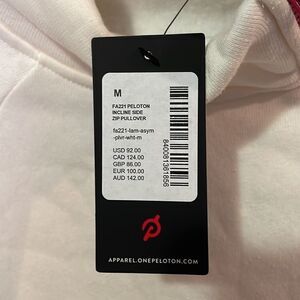 M
FA221 PELOTON
INCLINE SIDE
ZIP PULLOVER
fa221-lam-asym
-plvr-wht-m
USD 92.00
CAD 124.00
GBP 86.00
EUR 100.00
AUD 142.00
840081361856
APPAREL.ONEPELOTON.COM